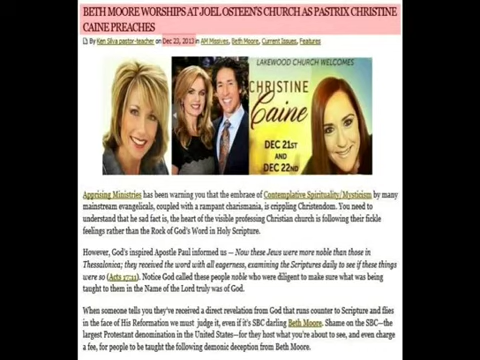 BETH MOORE WORSHIPS AT JOEL OSTEEN'S CHURCH AS PASTRIX CHRISTINE
CAINE PREACHES
By Ken Silva pastor-teacher on Dec 23, 2013 in AM Missives, Beth Moore, Current Issues, Features
LAKEWOOD CHURCH WELCOMES
CHRISTINE
Caine
DEC 21ST
AND
DEC 22ND
Apprising Ministries has been warning you that the embrace of Contemplative Spirituality/Mysticism by many
mainstream evangelicals, coupled with a rampant charismania, is crippling Christendom. You need to
understand that he sad fact is, the heart of the visible professing Christian church is following their fickle
feelings rather than the Rock of God's Word in Holy Scripture.
However, God's inspired Apostle Paul informed us — Now these Jews were more noble than those in
Thessalonica; they received the word with all eagerness, examining the Scriptures daily to see if these things
were so (Acts 17:11). Notice God called these people noble who were diligent to make sure what was being
taught to them in the Name of the Lord truly was of God.
When someone tells you they've received a direct revelation from God that runs counter to Scripture and flies
in the face of His Reformation we must judge it, even if it's SBC darling Beth Moore. Shame on the SBC—the
largest Protestant denomination in the United States—for they host what you're about to see, and even charge
a fee, for people to be taught the following demonic deception from Beth Moore.